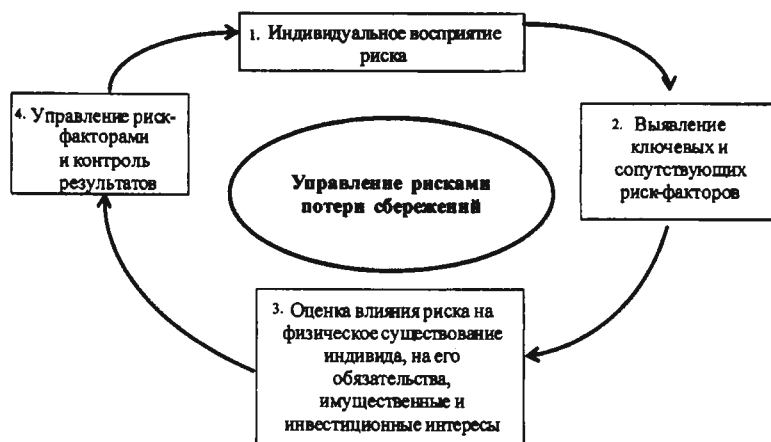 1. Индивидуальное восприятие
риска
2. Выявление
ключевых и
сопутствующих
риск-факторов
3. Оценка влияния риска на
физическое существование
индивида, на его
обязательства,
имущественные и
инвестиционные интересы
4. Управление риск-
факторами
и контроль
результатов
Управление рисками
потери сбережений